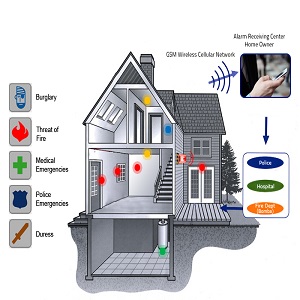 Alarm Receiving Center
Home Owner
GSM Wireless Cellular Network
Burglary
Threat of
Fire
Medical
Emergencies
Police
Emergencies
Duress
Police
Hospital
Fire Dept
(Bomba)